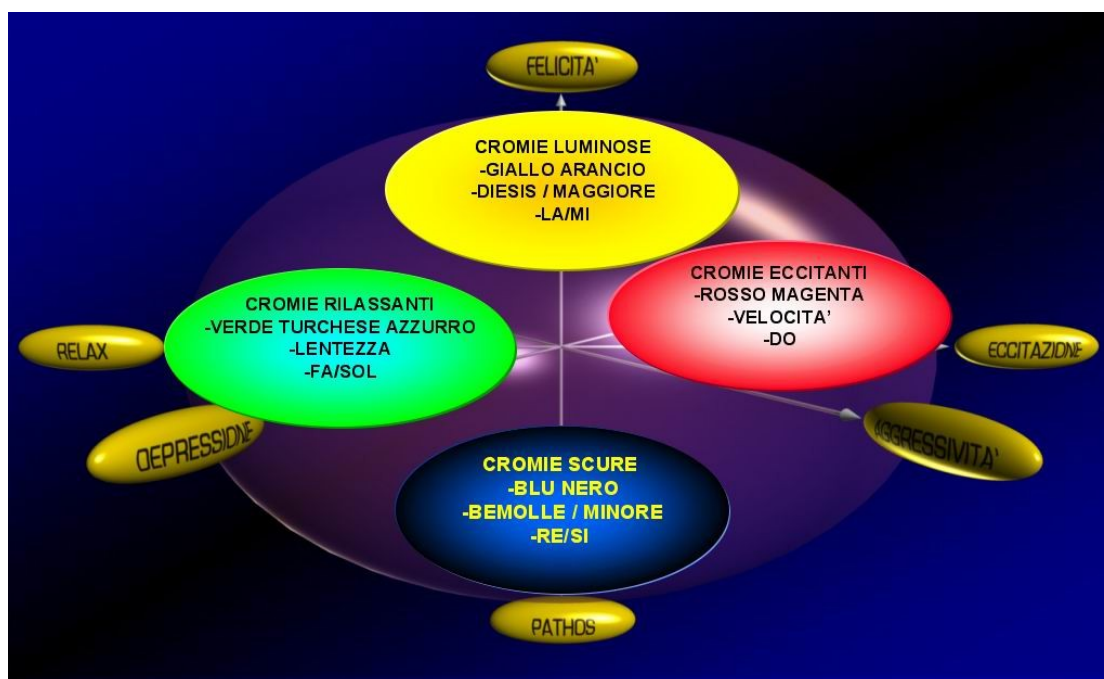 FELICITA'
CROMIE LUMINOSE
-GIALLO ARANCIO
-DIESIS / MAGGIORE
-LA/MI
CROMIE ECCITANTI
-ROSSO MAGENTA
-VELOCITA'
-DO
CROMIE RILASSANTI
-VERDE TURCHESE AZZURRO
-LENTEZZA
-FA/SOL
RELAX
ECCITAZIONE
DEPRESSIONE
AGGRESSIVITA'
CROMIE SCURE
-BLU NERO
-BEMOLLE / MINORE
-RE/SI
PATHOS